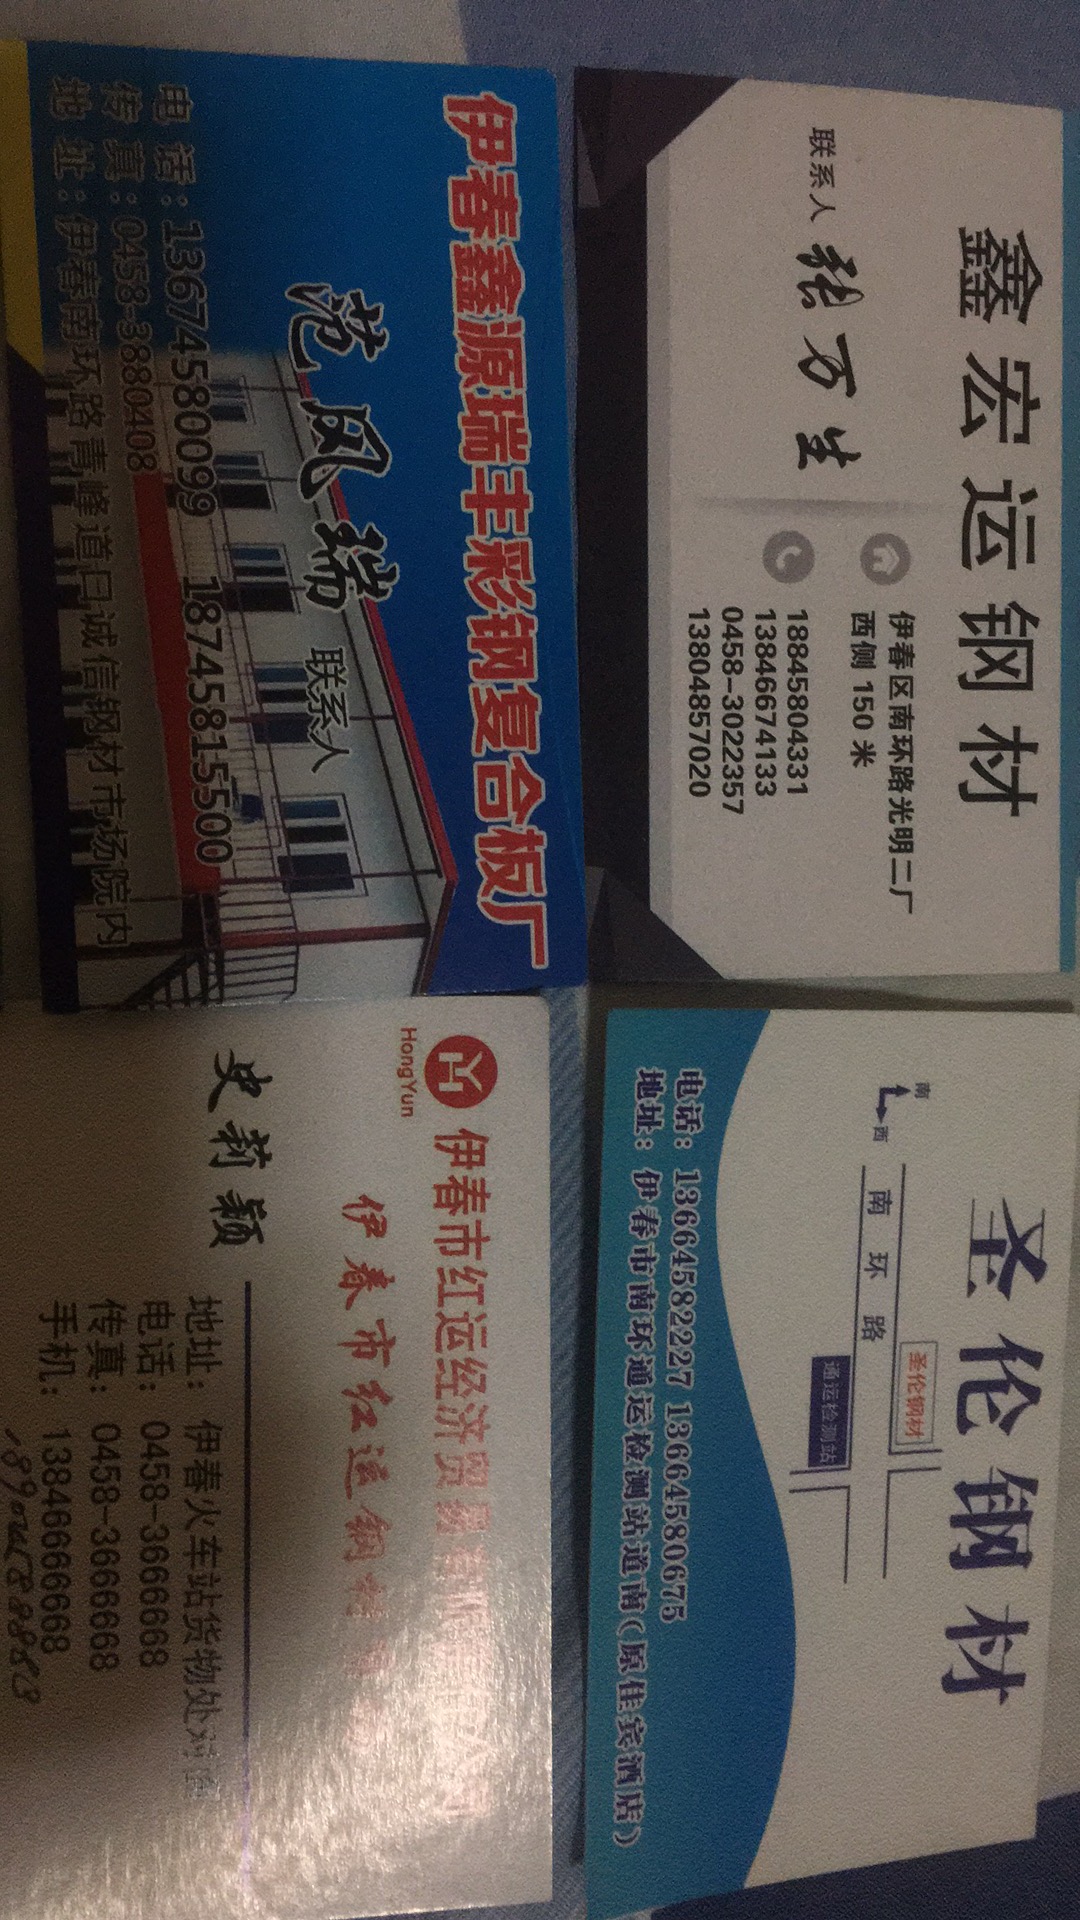 伊春鑫源瑞丰彩钢复合板厂
范凤瑞 联系人
电话：13674580099 18745815500
传真：0458-3880408
地址：伊春南环路青峰道口诚信钢材市场院内
鑫宏运钢材
联系人 张万生
伊春区南环路光明二厂
西侧 150 米
18845804331
13846674133
0458-3022357
13804857020
HongYun
伊春市红运经济贸易有限责任公司
伊春市红运钢材市场
史莉颖
地址：伊春火车站货物处对面
电话：0458-3666668
传真：0458-3666668
手机：13846666668
圣伦钢材
南
西
南环路
圣伦钢材
通运检测站
电话：13664582227 13664580675
地址：伊春市南环通运检测站道南（原佳宾酒店）